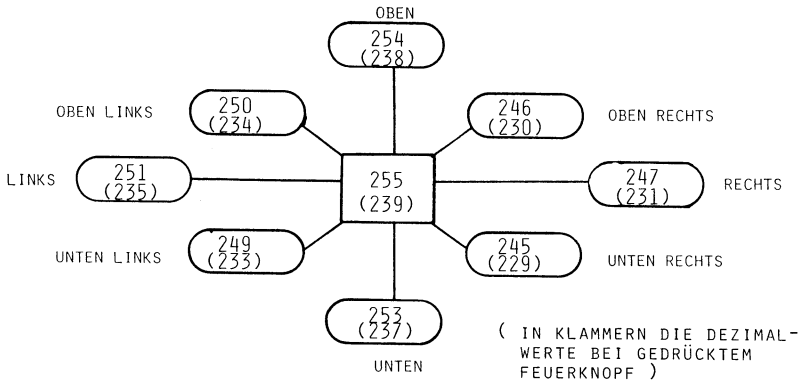 OBEN
254
(238)
OBEN LINKS
250
(234)
246
(230)
OBEN RECHTS
LINKS
251
(235)
255
(239)
247
(231)
RECHTS
UNTEN LINKS
249
(233)
245
(229)
UNTEN RECHTS
253
(237)
UNTEN
( IN KLAMMERN DIE DEZIMAL-
WERTE BEI GEDRÜCKTEM
FEUERKNOPF )